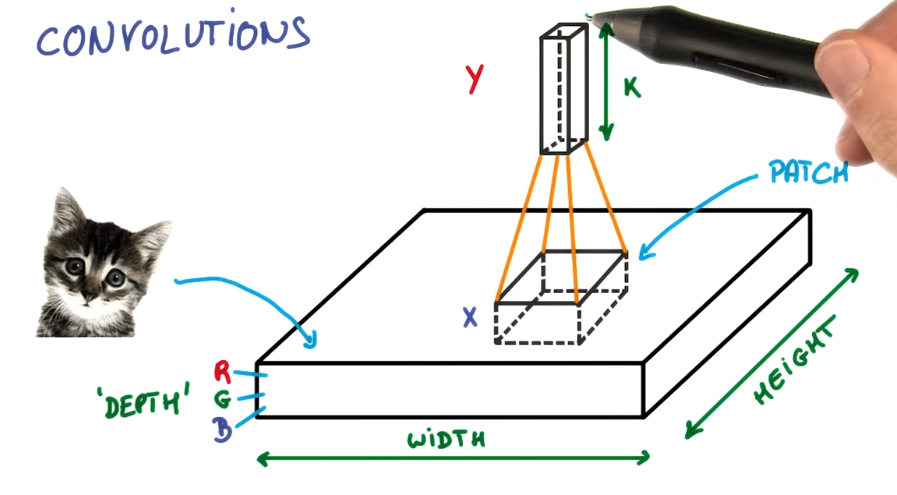 CONVOLUTIONS
Y
K
PATCH
X
R
G
B
'DEPTH'
WIDTH
HEIGHT